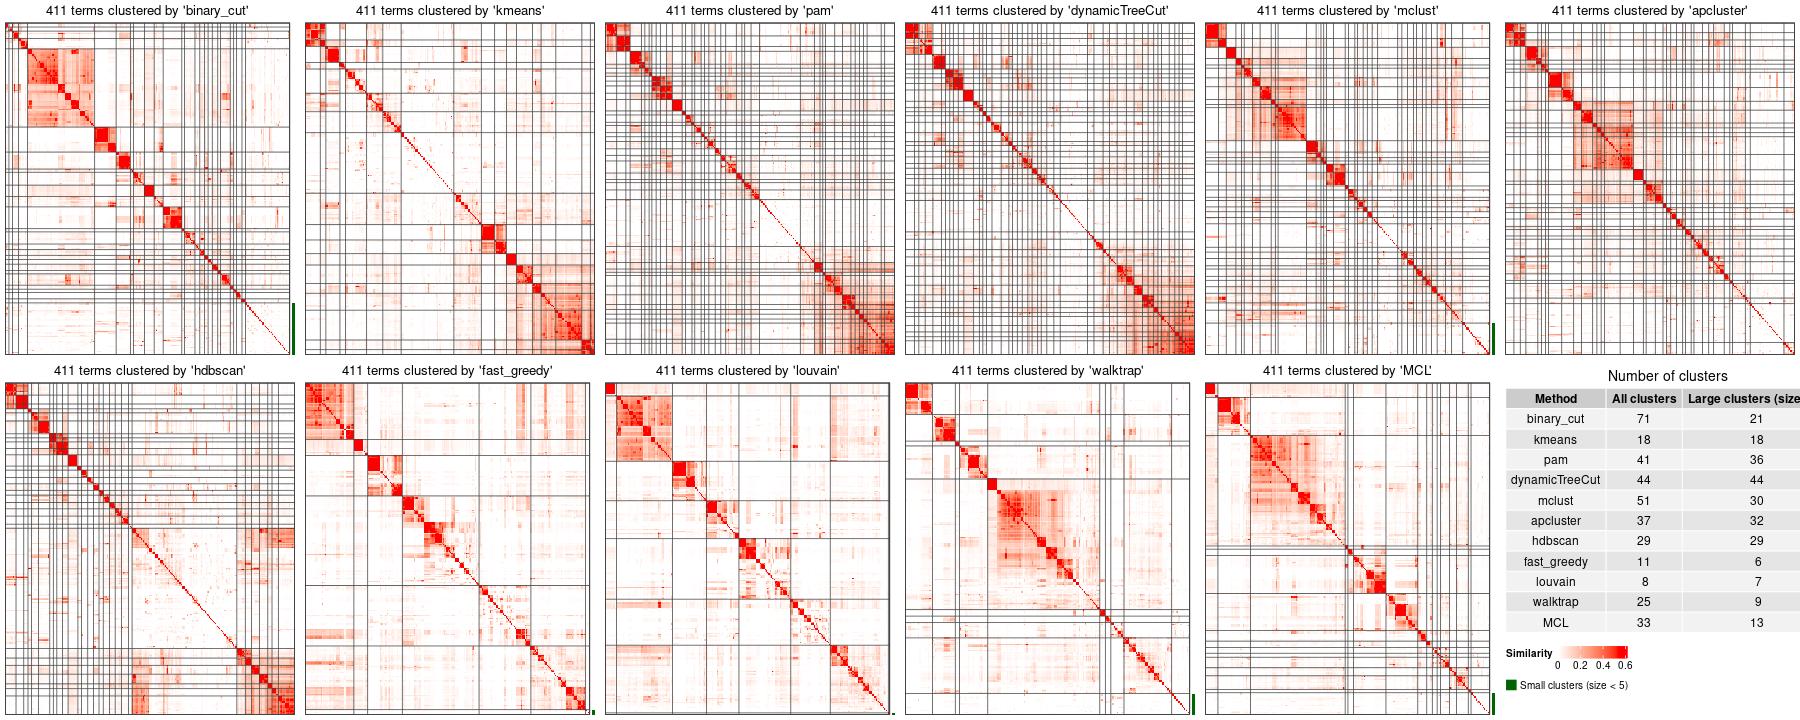 411 terms clustered by 'binary_cut'
411 terms clustered by 'kmeans'
411 terms clustered by 'pam'
411 terms clustered by 'dynamicTreeCut'
411 terms clustered by 'mclust'
411 terms clustered by 'apcluster'
411 terms clustered by 'hdbscan'
411 terms clustered by 'fast_greedy'
411 terms clustered by 'louvain'
411 terms clustered by 'walktrap'
411 terms clustered by 'MCL'
Number of clusters
Method All clusters Large clusters (size
binary_cut 71 21
kmeans 18 18
pam 41 36
dynamicTreeCut 44 44
mclust 51 30
apcluster 37 32
hdbscan 29 29
fast_greedy 11 6
louvain 8 7
walktrap 25 9
MCL 33 13
Similarity
0 0.2 0.4 0.6
Small clusters (size < 5)